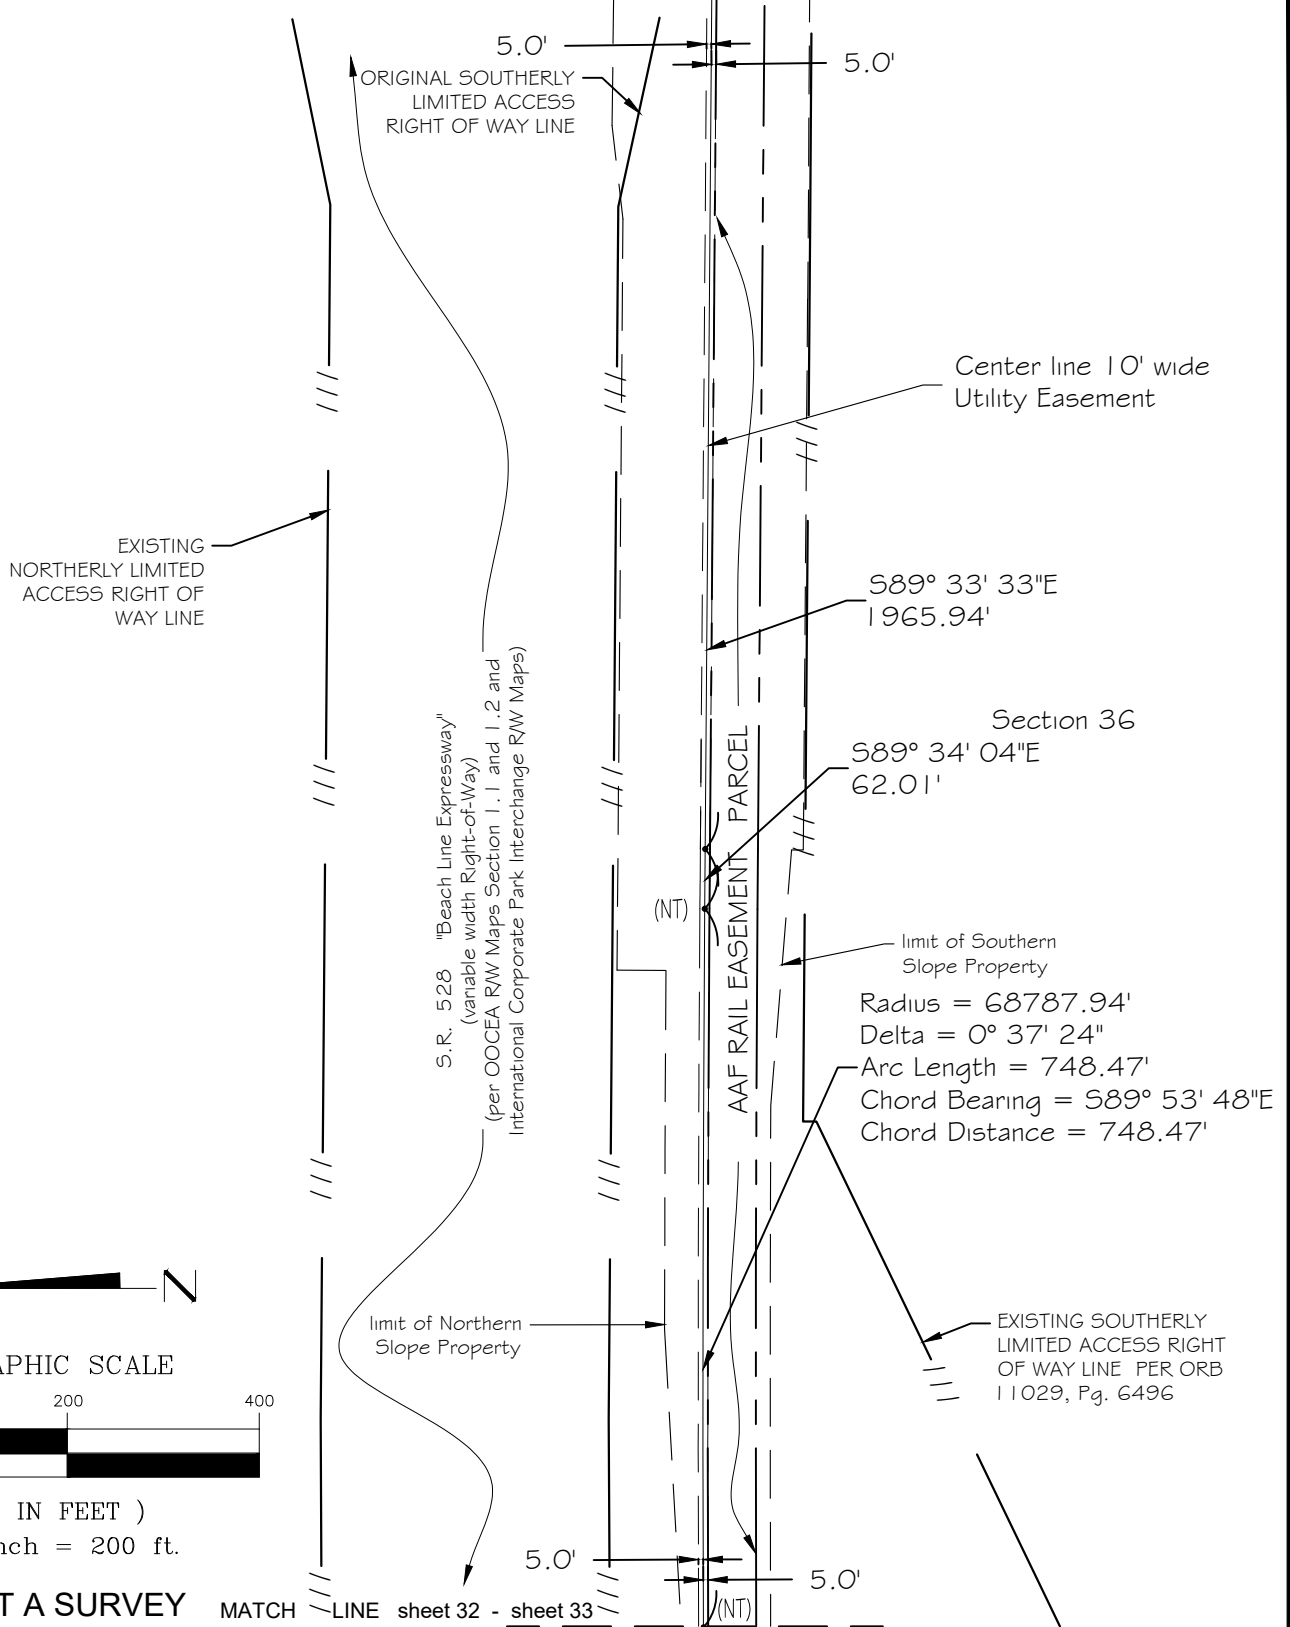 5.0'
5.0'
ORIGINAL SOUTHERLY
LIMITED ACCESS
RIGHT OF WAY LINE
Center line 10' wide
Utility Easement
EXISTING
NORTHERLY LIMITED
ACCESS RIGHT OF
WAY LINE
S89° 33' 33"E
1965.94'
Section 36
S89° 34' 04"E
62.01'
S.R. 528 "Beach Line Expressway"
(variable width Right-of-Way)
(per OOCEA R/W Maps Section 1.1 and 1.2 and
International Corporate Park Interchange R/W Maps)
AAF RAIL EASEMENT PARCEL
(NT)
limit of Southern
Slope Property
Radius = 68787.94'
Delta = 0° 37' 24"
Arc Length = 748.47'
Chord Bearing = S89° 53' 48"E
Chord Distance = 748.47'
N
limit of Northern
Slope Property
EXISTING SOUTHERLY
LIMITED ACCESS RIGHT
OF WAY LINE PER ORB
11029, Pg. 6496
APHIC SCALE
200 400
IN FEET )
nch = 200 ft.
5.0'
5.0'
T A SURVEY
MATCH LINE sheet 32 - sheet 33
(NT)